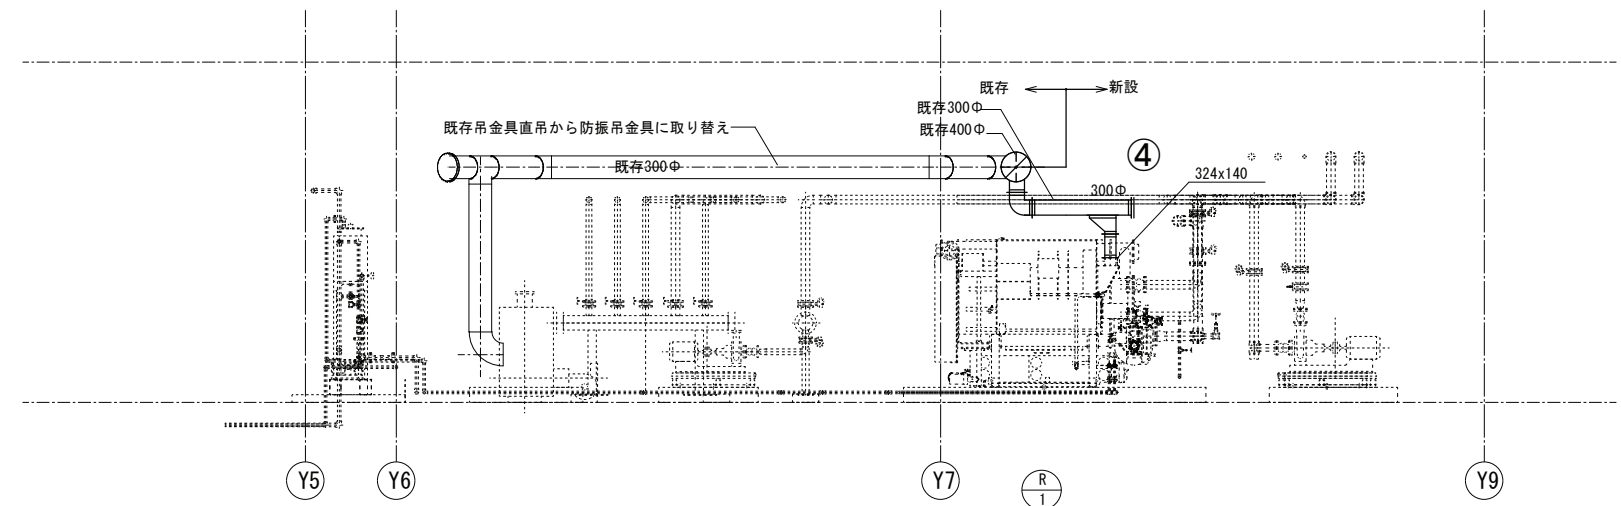 既存
新設
既存300Φ
既存400Φ
既存吊金具直吊から防振吊金具に取り替え
④
既存300Φ
324x140
300Φ
Y5
Y6
Y7
R
1
Y9